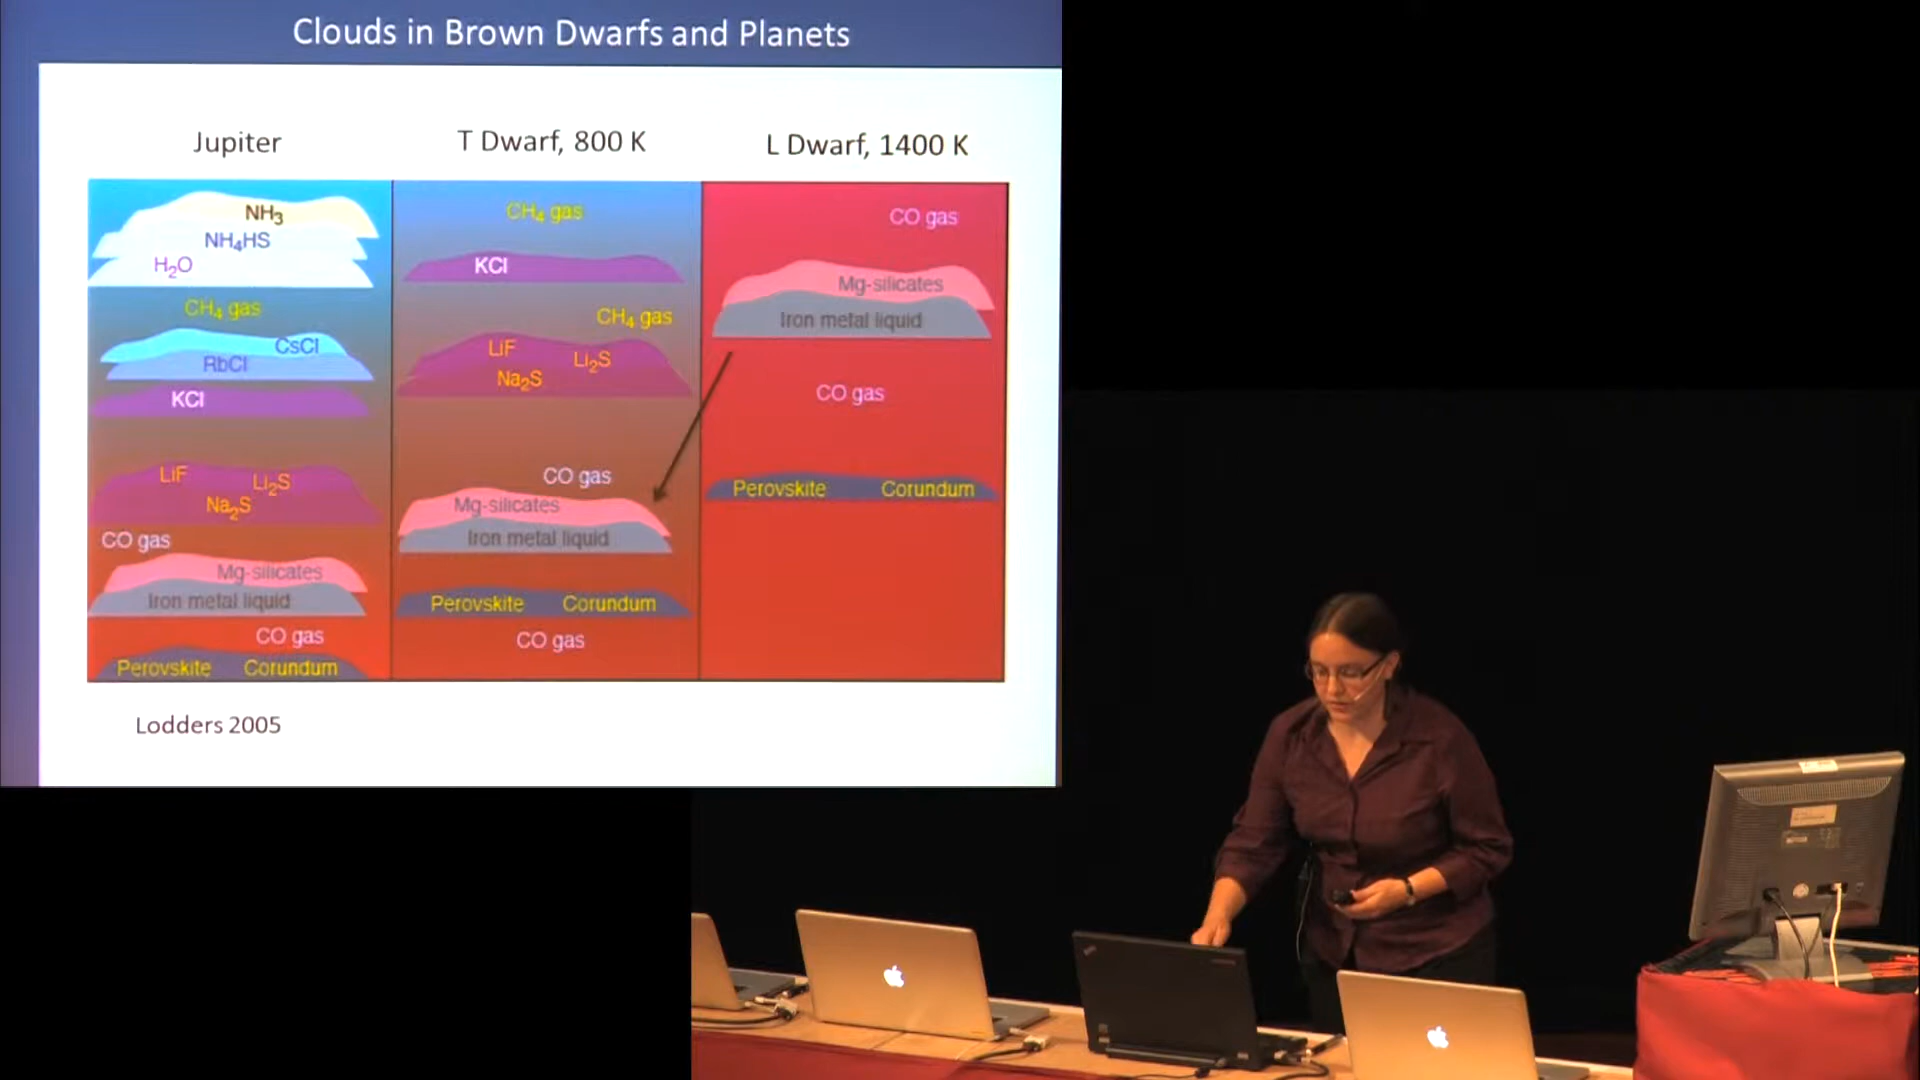 Clouds in Brown Dwarfs and Planets
Jupiter
T Dwarf, 800 K
L Dwarf, 1400 K
NH₃
NH₄HS
H₂O
CH₄ gas
CsCl
RbCl
KCl
LiF
Li₂S
Na₂S
CO gas
Mg-silicates
Iron metal liquid
CO gas
Perovskite Corundum
CH₄ gas
KCl
CH₄ gas
LiF
Li₂S
Na₂S
CO gas
Mg-silicates
Iron metal liquid
Perovskite Corundum
CO gas
CO gas
Mg-silicates
Iron metal liquid
CO gas
Perovskite Corundum
Lodders 2005